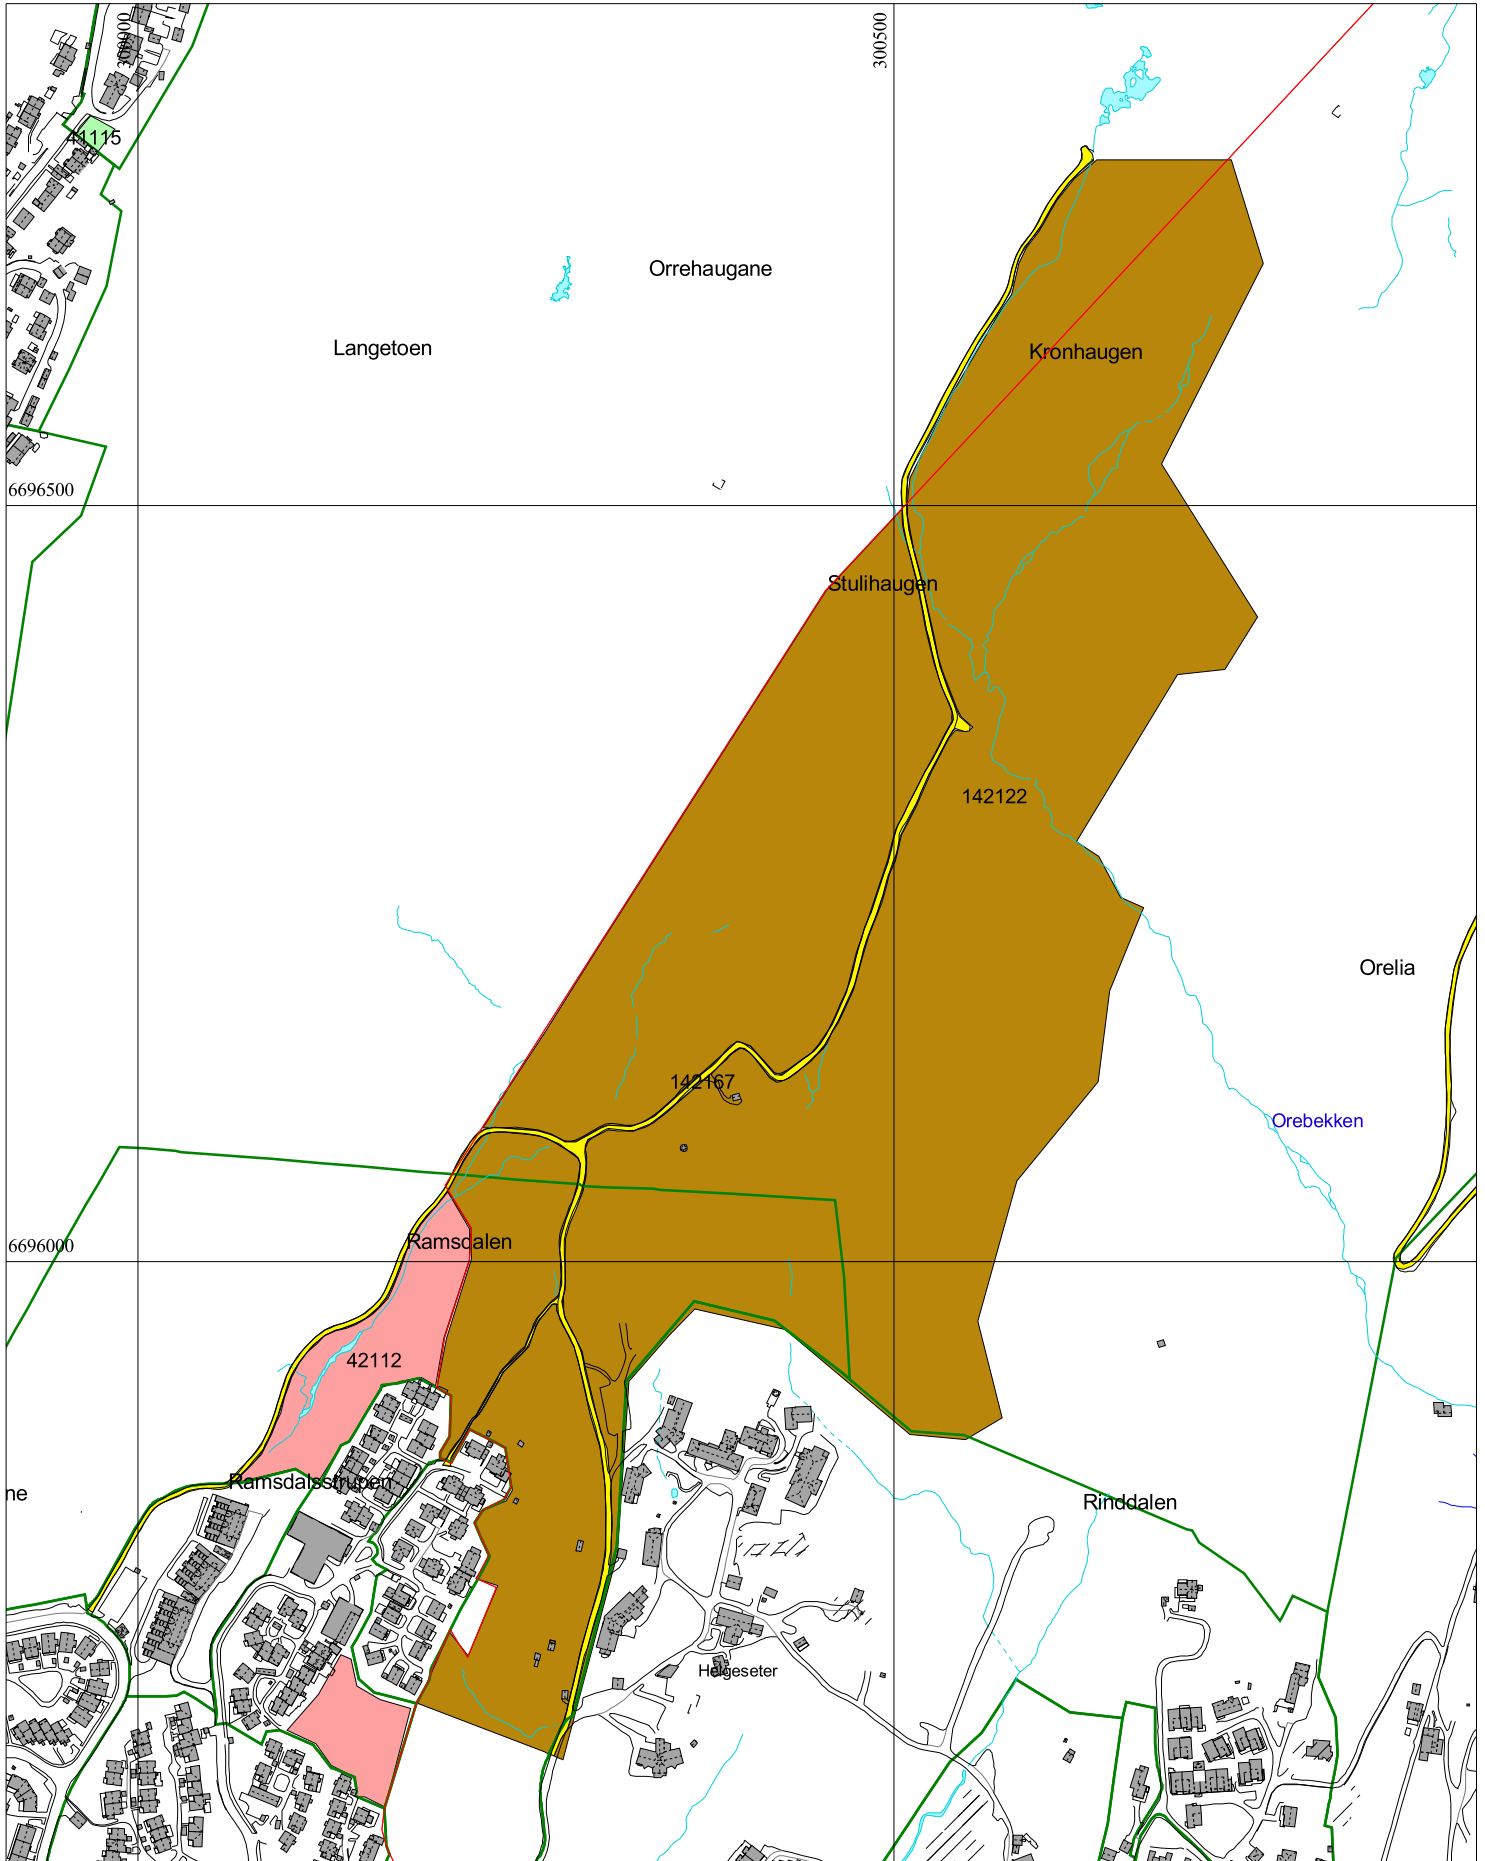 300000
300500
41115
Orrehaugane
Langetoen
Kronhaugen
6696500
Stulihaugen
142122
Orelia
142167
Orebekken
6696000
Ramsdalen
42112
Ramsdalsstrupen
ne
Rinddalen
Helgeseter